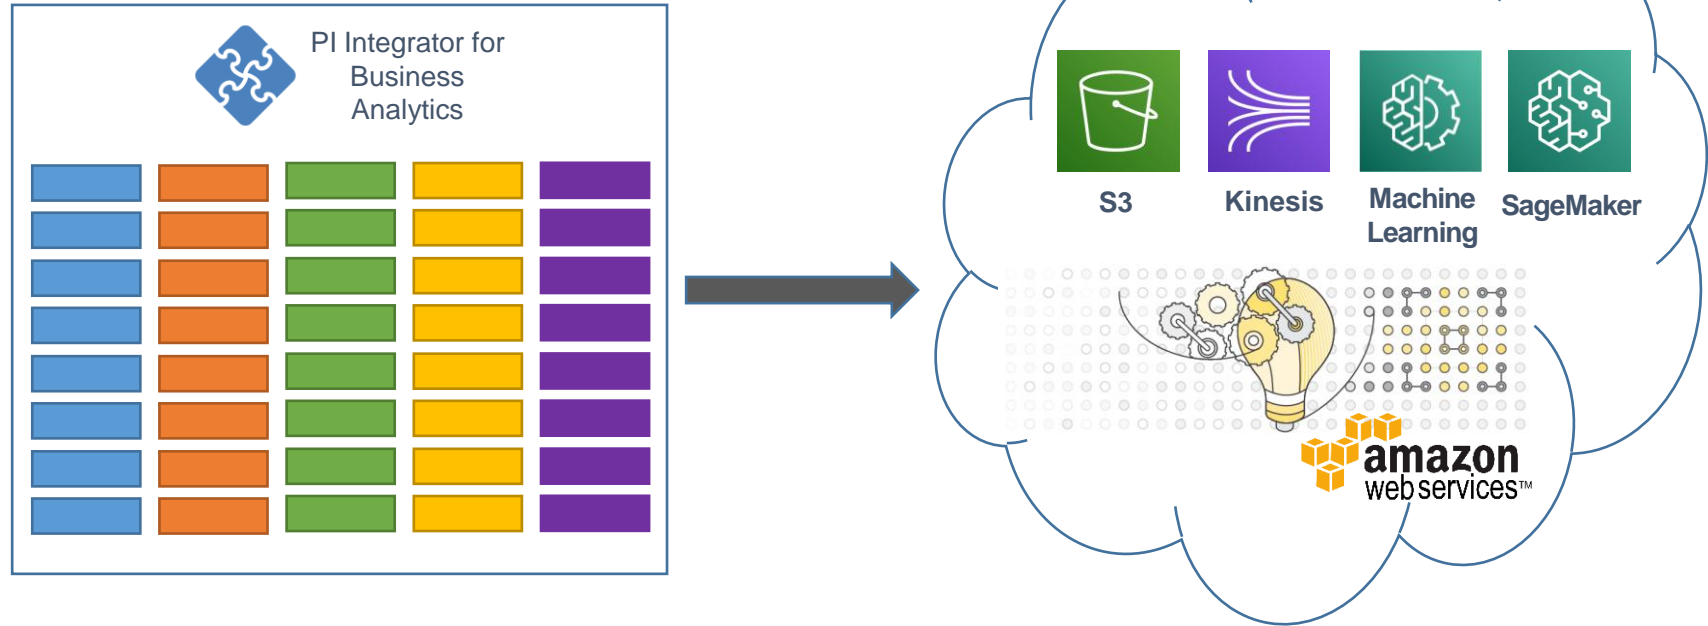 PI Integrator for
Business
Analytics
S3
Kinesis
Machine
Learning
SageMaker
amazon
web services™